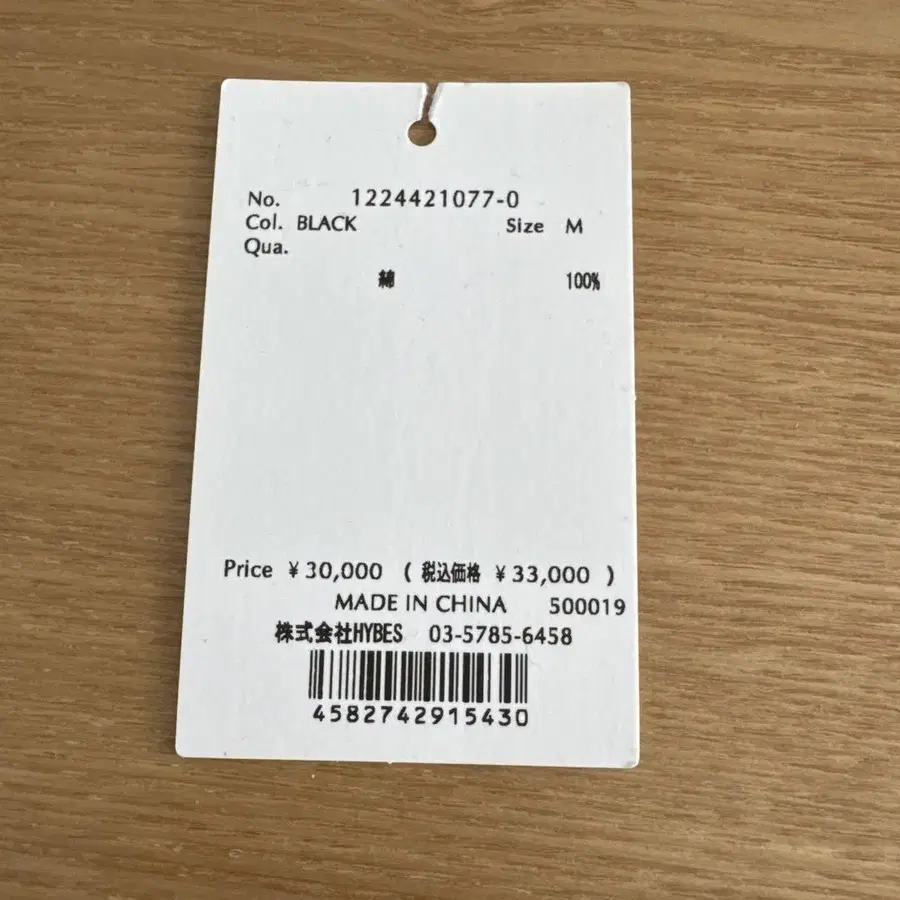 No. 1224421077-0
Col. BLACK Size M
Qua.
綿 100%
Price ¥30,000 ( 税込価格 ¥33,000 )
MADE IN CHINA 500019
株式会社HYBES 03-5785-6458
4582742915430